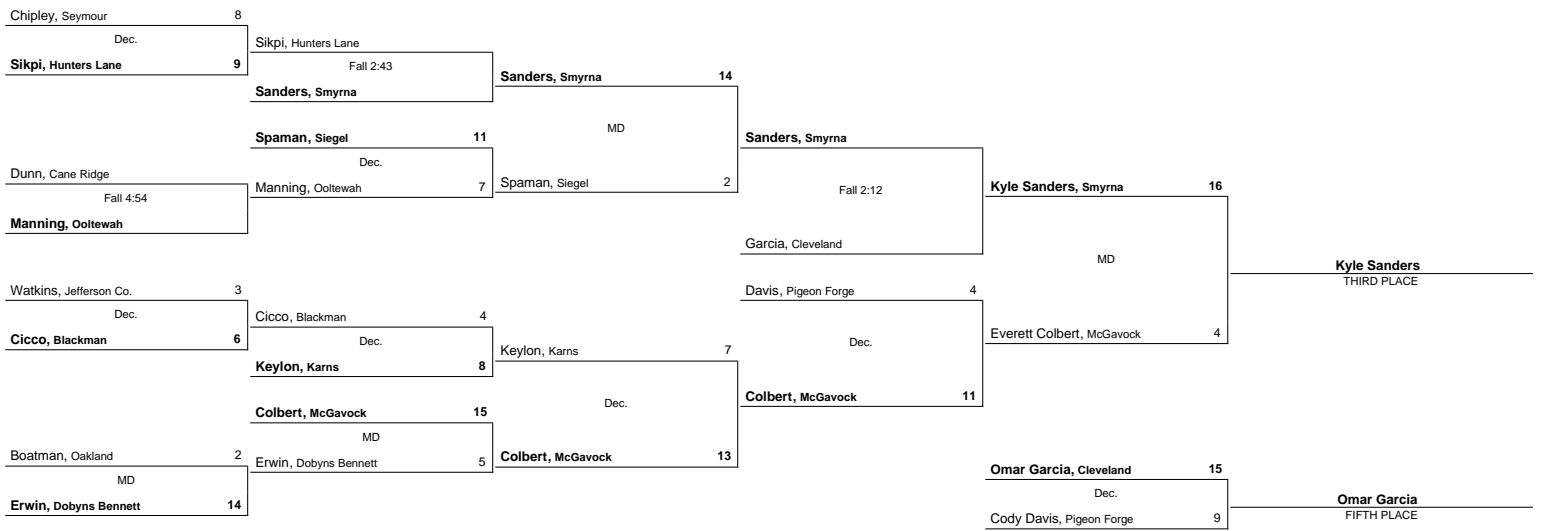 Chipley, Seymour 8
Dec.
Sikpi, Hunters Lane 9
Dunn, Cane Ridge
Fall 4:54
Manning, Ooltewah
Watkins, Jefferson Co. 3
Dec.
Cicco, Blackman 6
Boatman, Oakland 2
MD
Erwin, Dobyns Bennett 14
Sikpi, Hunters Lane
Fall 2:43
Sanders, Smyrna
Spaman, Siegel 11
Dec.
Manning, Ooltewah 7
Cicco, Blackman 4
Dec.
Keylon, Karns 8
Colbert, McGavock 15
MD
Erwin, Dobyns Bennett 5
Sanders, Smyrna 14
MD
Spaman, Siegel 2
Keylon, Karns 7
Dec.
Colbert, McGavock 13
Sanders, Smyrna
Fall 2:12
Garcia, Cleveland
Davis, Pigeon Forge 4
Dec.
Colbert, McGavock 11
Kyle Sanders, Smyrna 16
MD
Everett Colbert, McGavock 4
Kyle Sanders
THIRD PLACE
Omar Garcia, Cleveland 15
Dec.
Cody Davis, Pigeon Forge 9
Omar Garcia
FIFTH PLACE